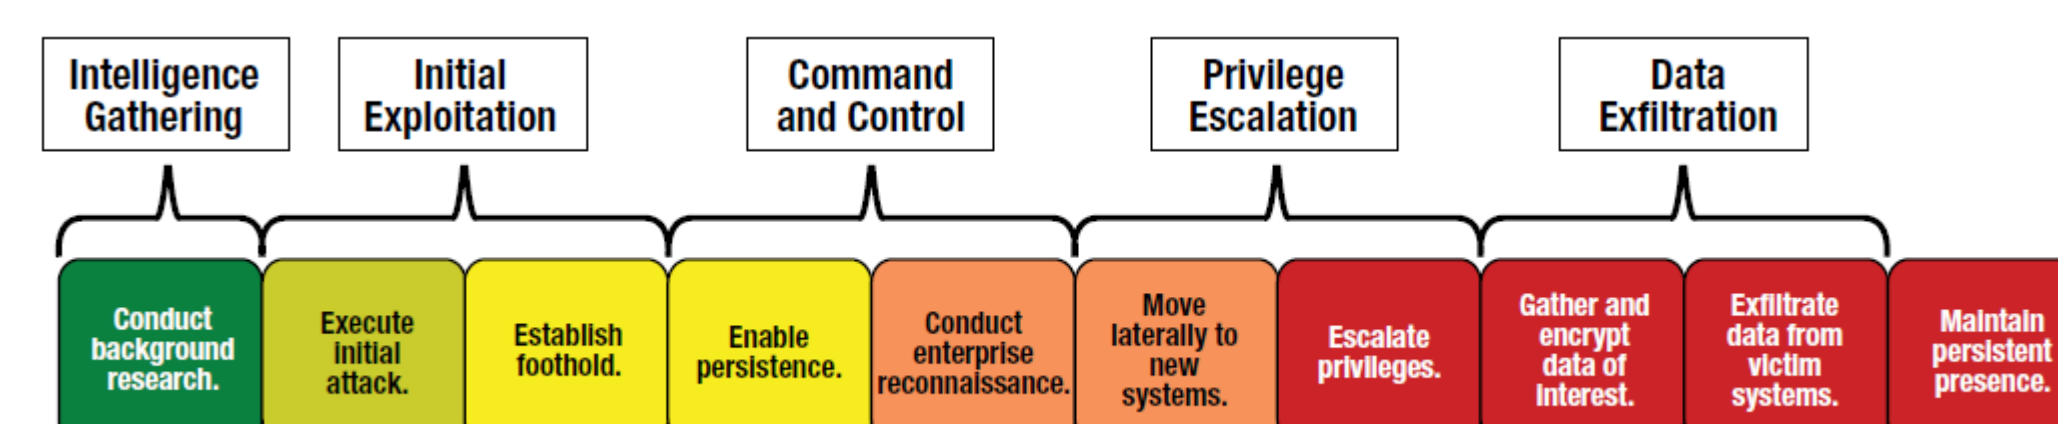 Intelligence
Gathering
Initial
Exploitation
Command
and Control
Privilege
Escalation
Data
Exfiltration
Conduct
background
research.
Execute
initial
attack.
Establish
foothold.
Enable
persistence.
Conduct
enterprise
reconnaissance.
Move
laterally to
new
systems.
Escalate
privileges.
Gather and
encrypt
data of
interest.
Exfiltrate
data from
victim
systems.
Maintain
persistent
presence.